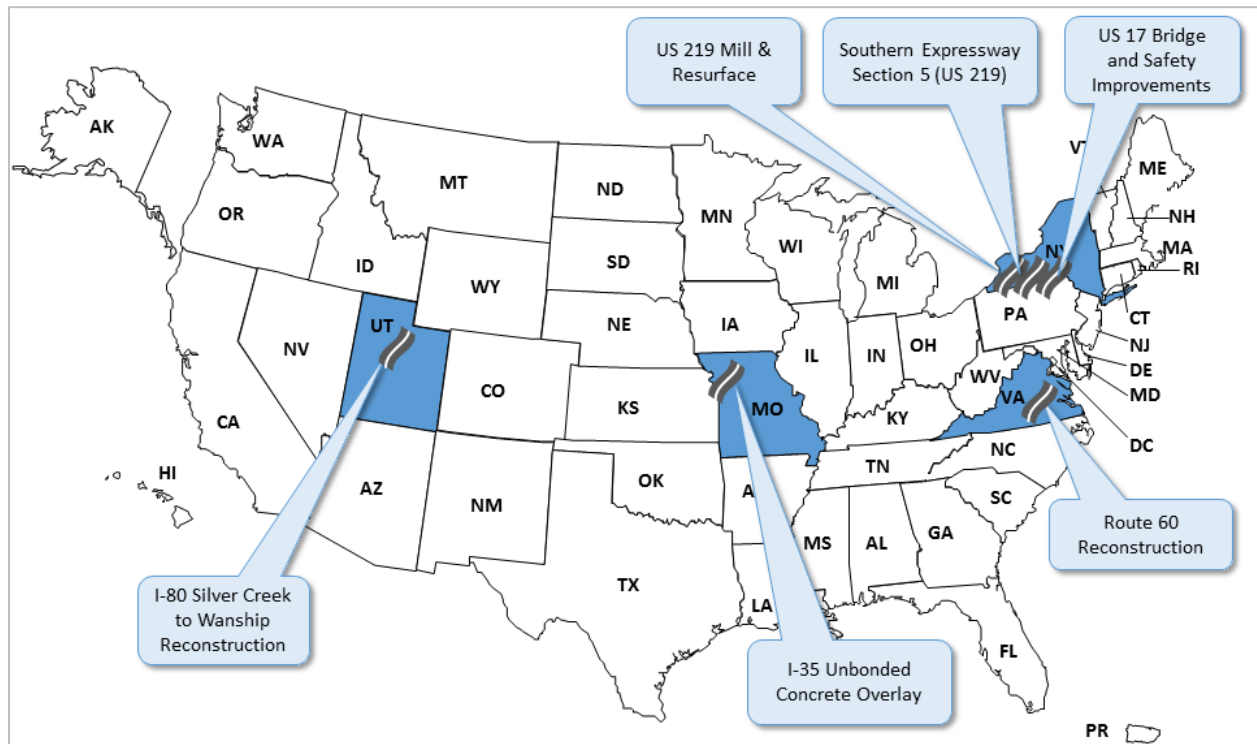 US 219 Mill &
Resurface
Southern Expressway
Section 5 (US 219)
US 17 Bridge
and Safety
Improvements
AK
WA
MT
ND
MN
VT
ME
OR
ID
WY
SD
WI
MI
NY
NH
MA
RI
NV
UT
NE
IA
PA
CT
NJ
DE
CO
KS
MO
IL
IN
OH
WV
VA
MD
DC
CA
KY
HI
AZ
NM
OK
A
TN
NC
SC
MS
AL
GA
TX
LA
FL
PR
Route 60
Reconstruction
I-80 Silver Creek
to Wanship
Reconstruction
I-35 Unbonded
Concrete Overlay